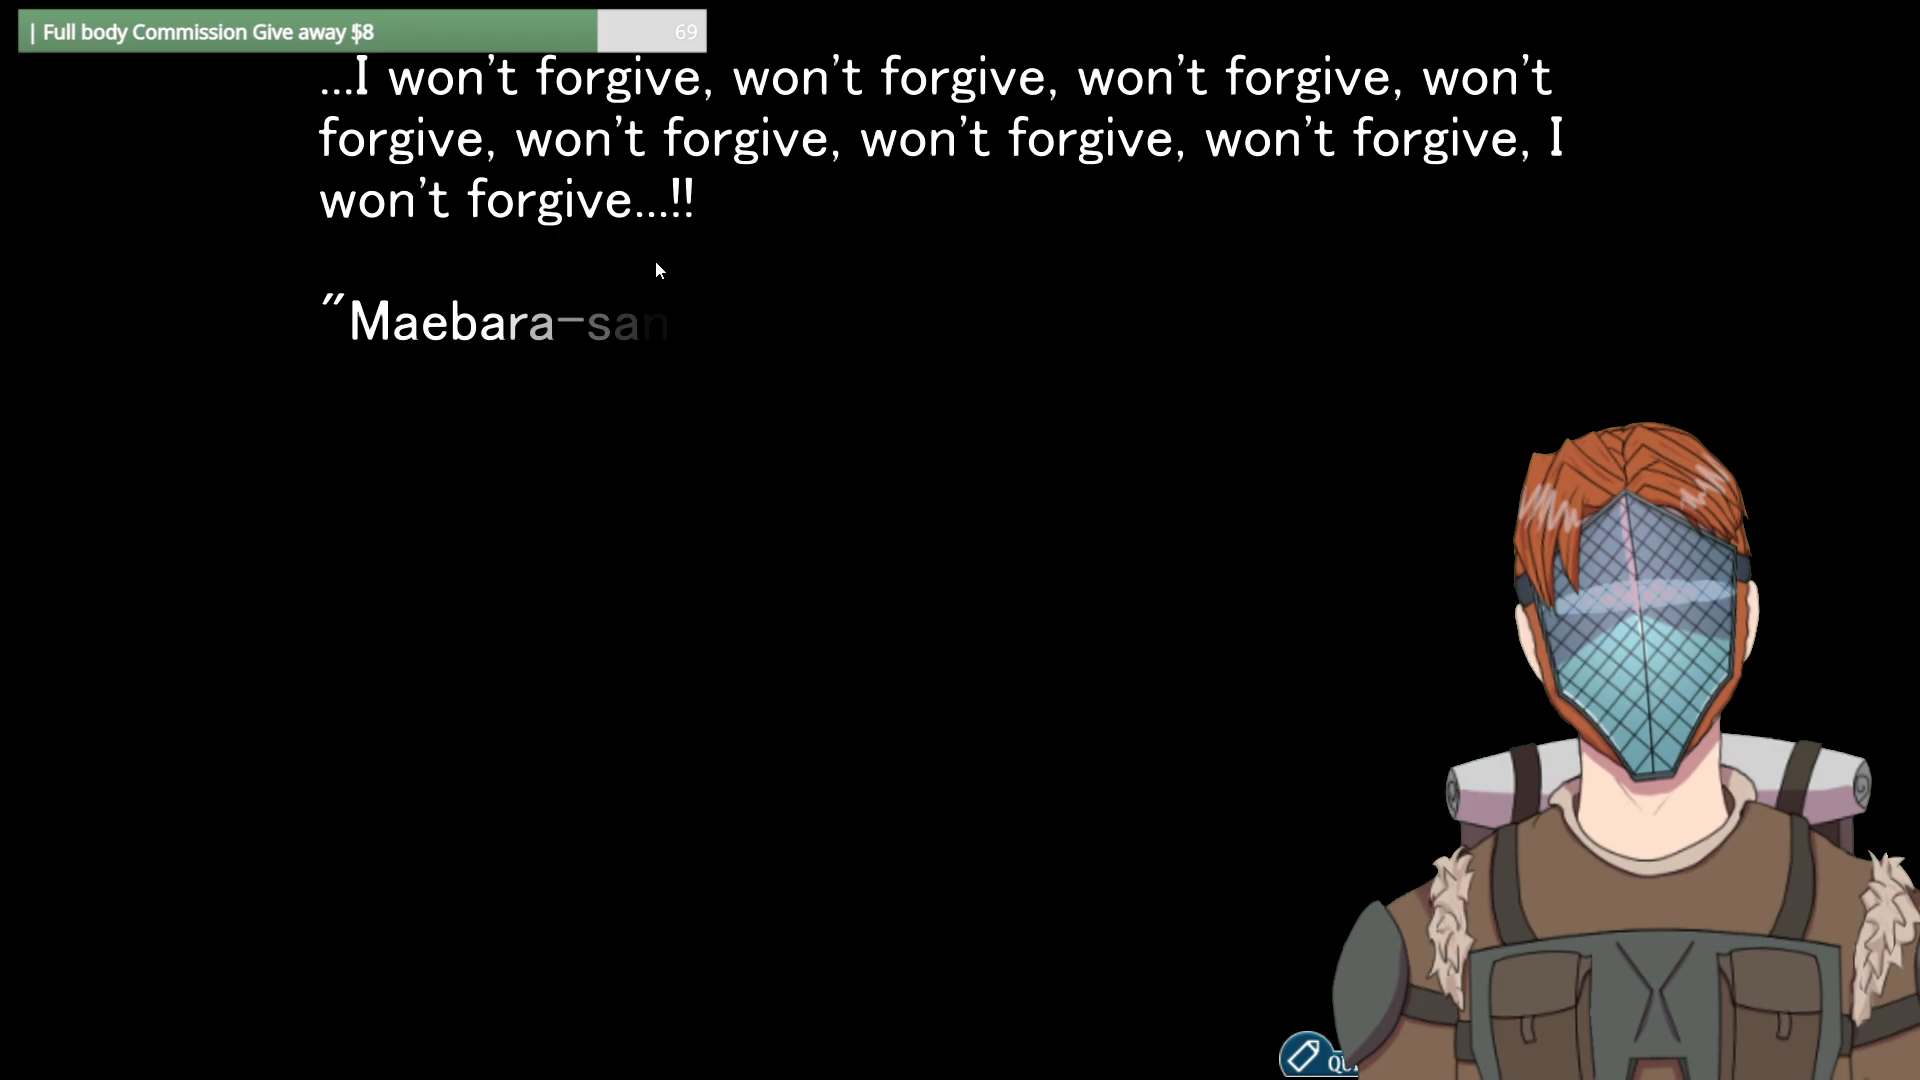 | Full body Commission Give away $8
69
...I won't forgive, won't forgive, won't forgive, won't
forgive, won't forgive, won't forgive, won't forgive, I
won't forgive...!!
"Maebara-san